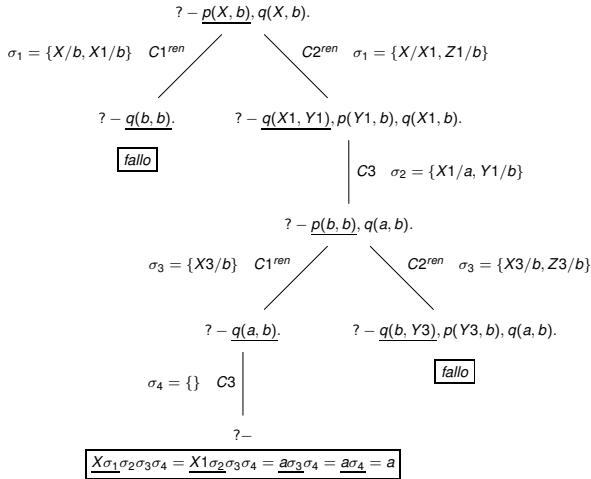 ? − p(X, b), q(X, b).
σ₁ = {X/b, X1/b} C1ʳᵉⁿ C2ʳᵉⁿ σ₁ = {X/X1, Z1/b}
? − q(b, b). ? − q(X1, Y1), p(Y1, b), q(X1, b).
fallo
C3 σ₂ = {X1/a, Y1/b}
? − p(b, b), q(a, b).
σ₃ = {X3/b} C1ʳᵉⁿ C2ʳᵉⁿ σ₃ = {X3/b, Z3/b}
? − q(a, b). ? − q(b, Y3), p(Y3, b), q(a, b).
fallo
σ₄ = {} C3
?−
Xσ₁σ₂σ₃σ₄ = X1σ₂σ₃σ₄ = aσ₃σ₄ = aσ₄ = a